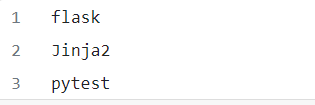 1 flask
2 Jinja2
3 pytest